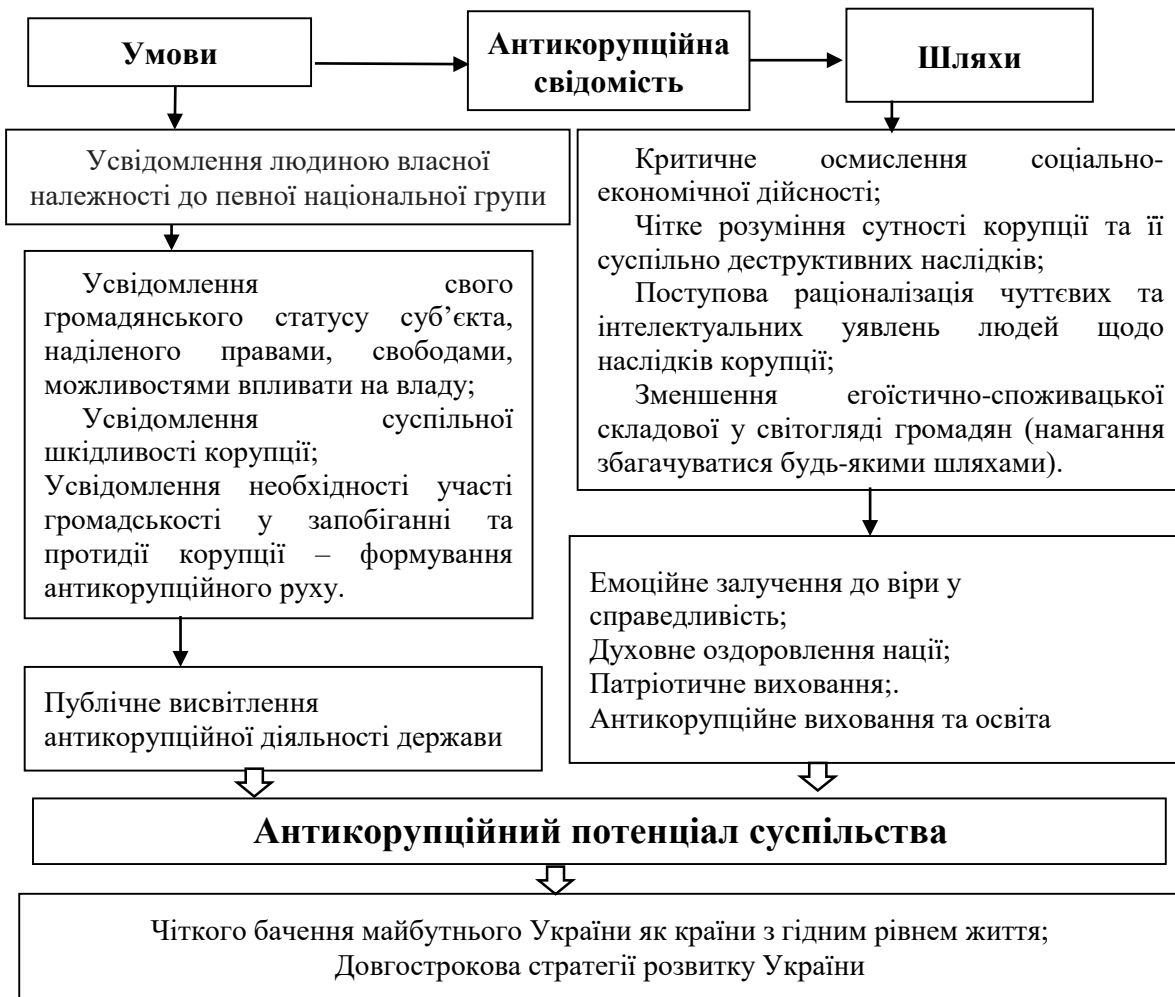 Умови
Антикорупційна
свідомість
Шляхи
Усвідомлення людиною власної
належності до певної національної групи
Усвідомлення свого
громадянського статусу суб’єкта,
наділеного правами, свободами,
можливостями впливати на владу;
Усвідомлення суспільної
шкідливості корупції;
Усвідомлення необхідності участі
громадськості у запобіганні та
протидії корупції – формування
антикорупційного руху.
Публічне висвітлення
антикорупційної діяльності держави
Критичне осмислення соціально-
економічної дійсності;
Чітке розуміння сутності корупції та її
суспільно деструктивних наслідків;
Поступова раціоналізація чуттєвих та
інтелектуальних уявлень людей щодо
наслідків корупції;
Зменшення егоїстично-споживацької
складової у світогляді громадян (намагання
збагачуватися будь-якими шляхами).
Емоційне залучення до віри у
справедливість;
Духовне оздоровлення нації;
Патріотичне виховання;.
Антикорупційне виховання та освіта
Антикорупційний потенціал суспільства
Чіткого бачення майбутнього України як країни з гідним рівнем життя;
Довгострокова стратегії розвитку України